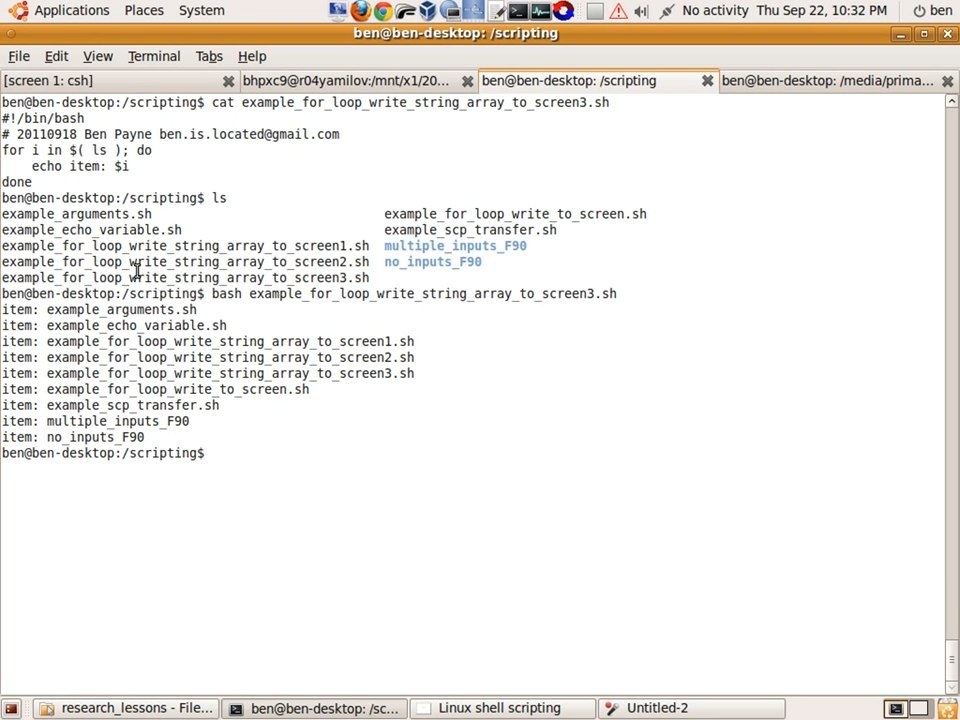 Applications Places System No activity Thu Sep 22, 10:32 PM ben
ben@ben-desktop: /scripting
File Edit View Terminal Tabs Help
[screen 1: csh] bhpxc9@r04yamilov:/mnt/x1/20... ben@ben-desktop: /scripting ben@ben-desktop: /media/prima...
ben@ben-desktop:/scripting$ cat example_for_loop_write_string_array_to_screen3.sh
#!/bin/bash
# 20110918 Ben Payne ben.is.located@gmail.com
for i in $( ls ); do
    echo item: $i
done
ben@ben-desktop:/scripting$ ls
example_arguments.sh example_for_loop_write_to_screen.sh
example_echo_variable.sh example_scp_transfer.sh
example_for_loop_write_string_array_to_screen1.sh multiple_inputs_F90
example_for_loop_write_string_array_to_screen2.sh no_inputs_F90
example_for_loop_write_string_array_to_screen3.sh
ben@ben-desktop:/scripting$ bash example_for_loop_write_string_array_to_screen3.sh
item: example_arguments.sh
item: example_echo_variable.sh
item: example_for_loop_write_string_array_to_screen1.sh
item: example_for_loop_write_string_array_to_screen2.sh
item: example_for_loop_write_string_array_to_screen3.sh
item: example_for_loop_write_to_screen.sh
item: example_scp_transfer.sh
item: multiple_inputs_F90
item: no_inputs_F90
ben@ben-desktop:/scripting$
research_lessons - File... ben@ben-desktop: /sc... Linux shell scripting Untitled-2